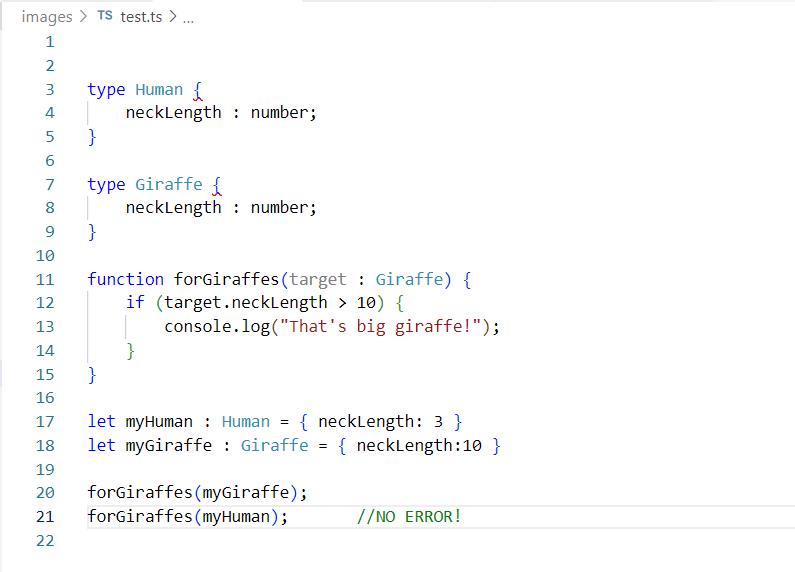 images > TS test.ts > ...
1
2
3 type Human {
4 neckLength : number;
5 }
6
7 type Giraffe {
8 neckLength : number;
9 }
10
11 function forGiraffes(target : Giraffe) {
12 if (target.neckLength > 10) {
13 console.log("That's big giraffe!");
14 }
15 }
16
17 let myHuman : Human = { neckLength: 3 }
18 let myGiraffe : Giraffe = { neckLength:10 }
19
20 forGiraffes(myGiraffe);
21 forGiraffes(myHuman); //NO ERROR!
22